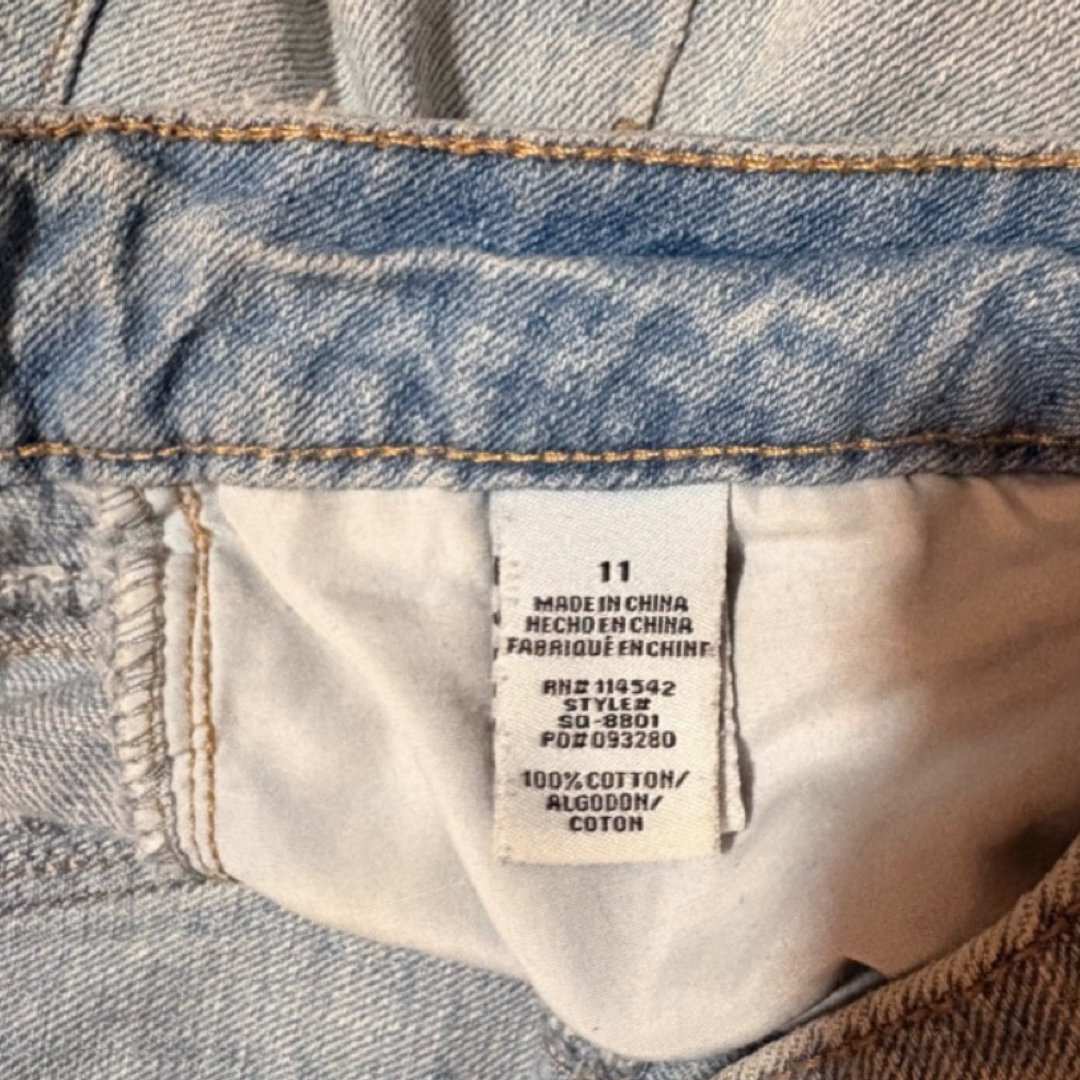 11
MADE IN CHINA
HECHO EN CHINA
FABRIQUÉ EN CHINE
RN# 114542
STYLE#
SQ-8801
PO# 093280
100% COTTON/
ALGODON/
COTON